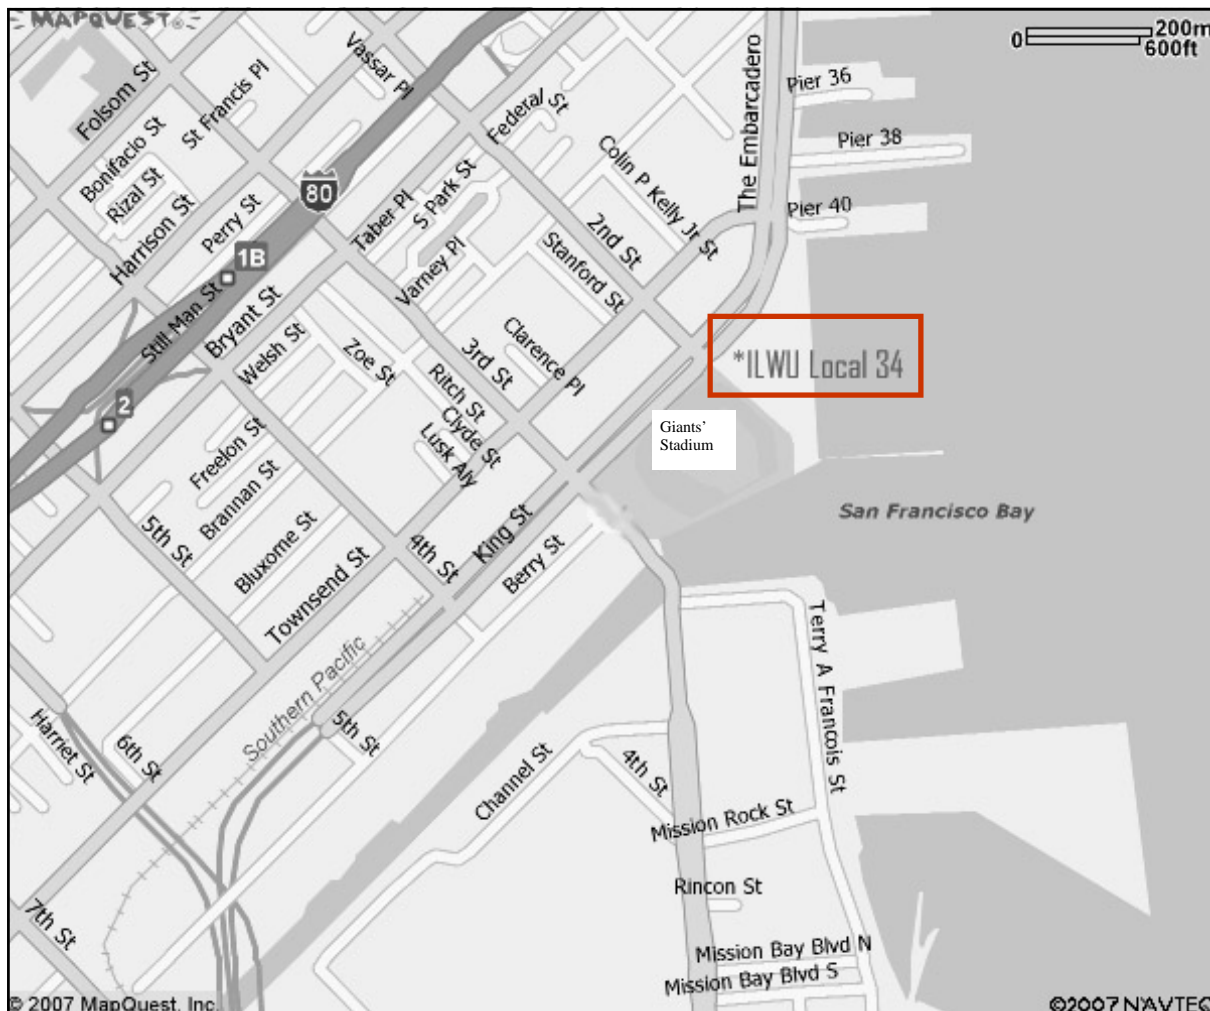 MAPQUEST
0
200m
600ft
Folsom St
St Francis Pl
Vassar Pl
Bonifacio St
Rizal St
Harrison St
Perry St
80
1B
Still Man St
Bryant St
Welsh St
2
Taber Pl
S Park St
Varney Pl
Federal St
Colin P Kelly Jr St
2nd St
Stanford St
The Embarcadero
Pier 36
Pier 38
Pier 40
*ILWU Local 34
Clarence Pl
3rd St
Zoe St
Ritch St
Clyde St
Lusk Aly
Giants'
Stadium
Freelon St
Brannan St
Bluxome St
5th St
Townsend St
4th St
King St
Berry St
San Francisco Bay
Southern Pacific
5th St
Harriet St
6th St
7th St
Channel St
4th St
Terry A Francois St
Mission Rock St
Rincon St
Mission Bay Blvd N
Mission Bay Blvd S
© 2007 MapQuest, Inc.
©2007 NAVTEQ